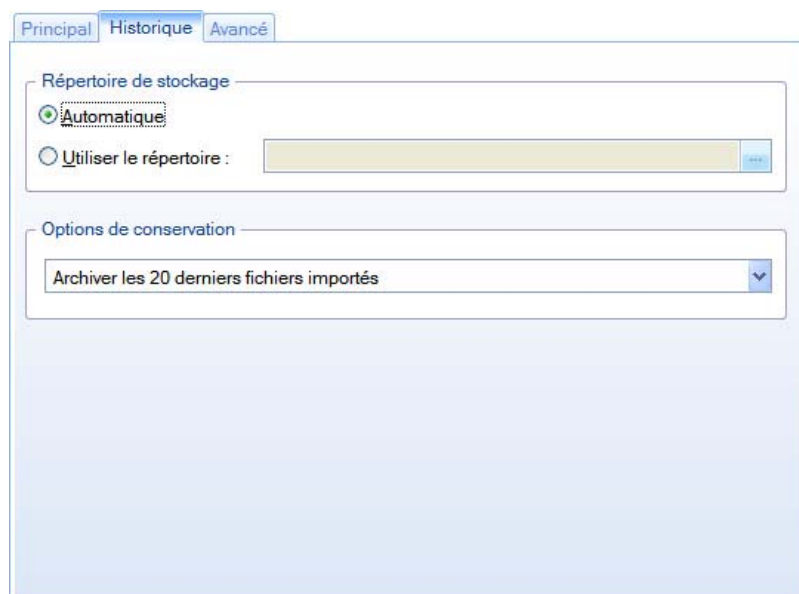 Principal Historique Avancé
Répertoire de stockage
Automatique
Utiliser le répertoire : ...
Options de conservation
Archiver les 20 derniers fichiers importés